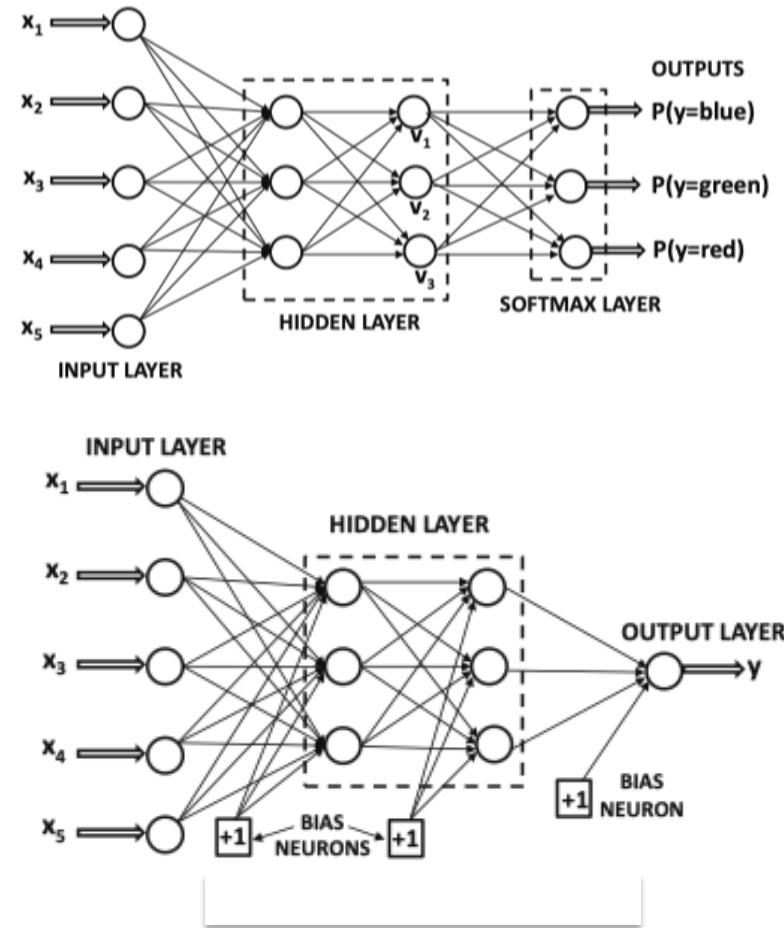 x₁
OUTPUTS
x₂
P(y=blue)
v₁
x₃
P(y=green)
v₂
x₄
P(y=red)
v₃
SOFTMAX LAYER
HIDDEN LAYER
x₅
INPUT LAYER
INPUT LAYER
x₁
HIDDEN LAYER
x₂
OUTPUT LAYER
x₃
y
x₄
x₅
+1
BIAS
NEURONS
+1
+1
BIAS
NEURON